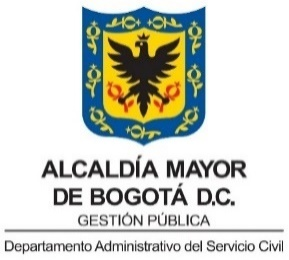 ALCALDÍA MAYOR
DE BOGOTÁ D.C.
GESTIÓN PÚBLICA
Departamento Administrativo del Servicio Civil